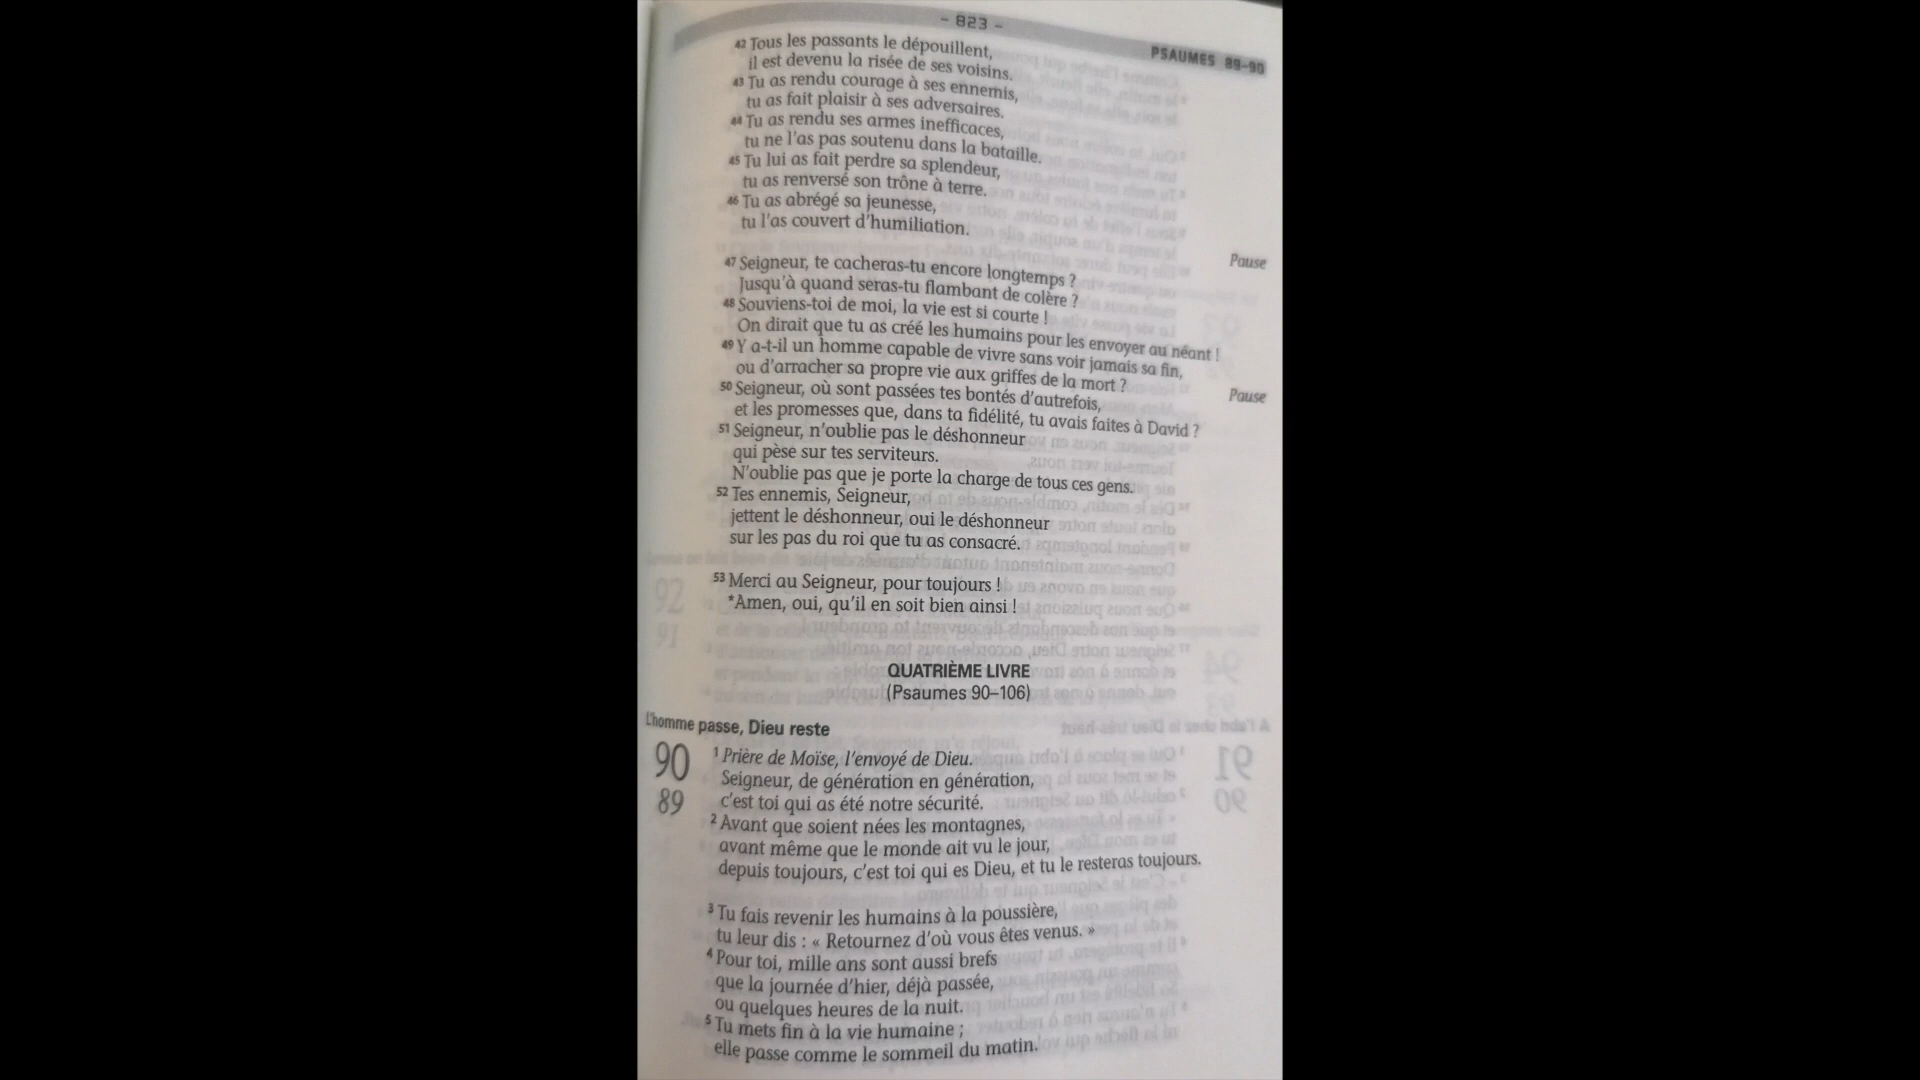 - 823 -
PSAUMES 89-90
42 Tous les passants le dépouillent,
il est devenu la risée de ses voisins.
43 Tu as rendu courage à ses ennemis,
tu as fait plaisir à ses adversaires.
44 Tu as rendu ses armes inefficaces,
tu ne l'as pas soutenu dans la bataille.
45 Tu lui as fait perdre sa splendeur,
tu as renversé son trône à terre.
46 Tu as abrégé sa jeunesse,
tu l'as couvert d'humiliation.
Pause
47 Seigneur, te cacheras-tu encore longtemps ?
Jusqu'à quand seras-tu flambant de colère ?
48 Souviens-toi de moi, la vie est si courte !
On dirait que tu as créé les humains pour les envoyer au néant !
49 Y a-t-il un homme capable de vivre sans voir jamais sa fin,
ou d'arracher sa propre vie aux griffes de la mort ?
Pause
50 Seigneur, où sont passées tes bontés d'autrefois,
et les promesses que, dans ta fidélité, tu avais faites à David ?
51 Seigneur, n'oublie pas le déshonneur
qui pèse sur tes serviteurs.
N'oublie pas que je porte la charge de tous ces gens.
52 Tes ennemis, Seigneur,
jettent le déshonneur, oui le déshonneur
sur les pas du roi que tu as consacré.
53 Merci au Seigneur, pour toujours !
*Amen, oui, qu'il en soit bien ainsi !
QUATRIÈME LIVRE
(Psaumes 90–106)
L'homme passe, Dieu reste
90
89
1 Prière de Moïse, l'envoyé de Dieu.
Seigneur, de génération en génération,
c'est toi qui as été notre sécurité.
2 Avant que soient nées les montagnes,
avant même que le monde ait vu le jour,
depuis toujours, c'est toi qui es Dieu, et tu le resteras toujours.
3 Tu fais revenir les humains à la poussière,
tu leur dis : « Retournez d'où vous êtes venus. »
4 Pour toi, mille ans sont aussi brefs
que la journée d'hier, déjà passée,
ou quelques heures de la nuit.
5 Tu mets fin à la vie humaine ;
elle passe comme le sommeil du matin.